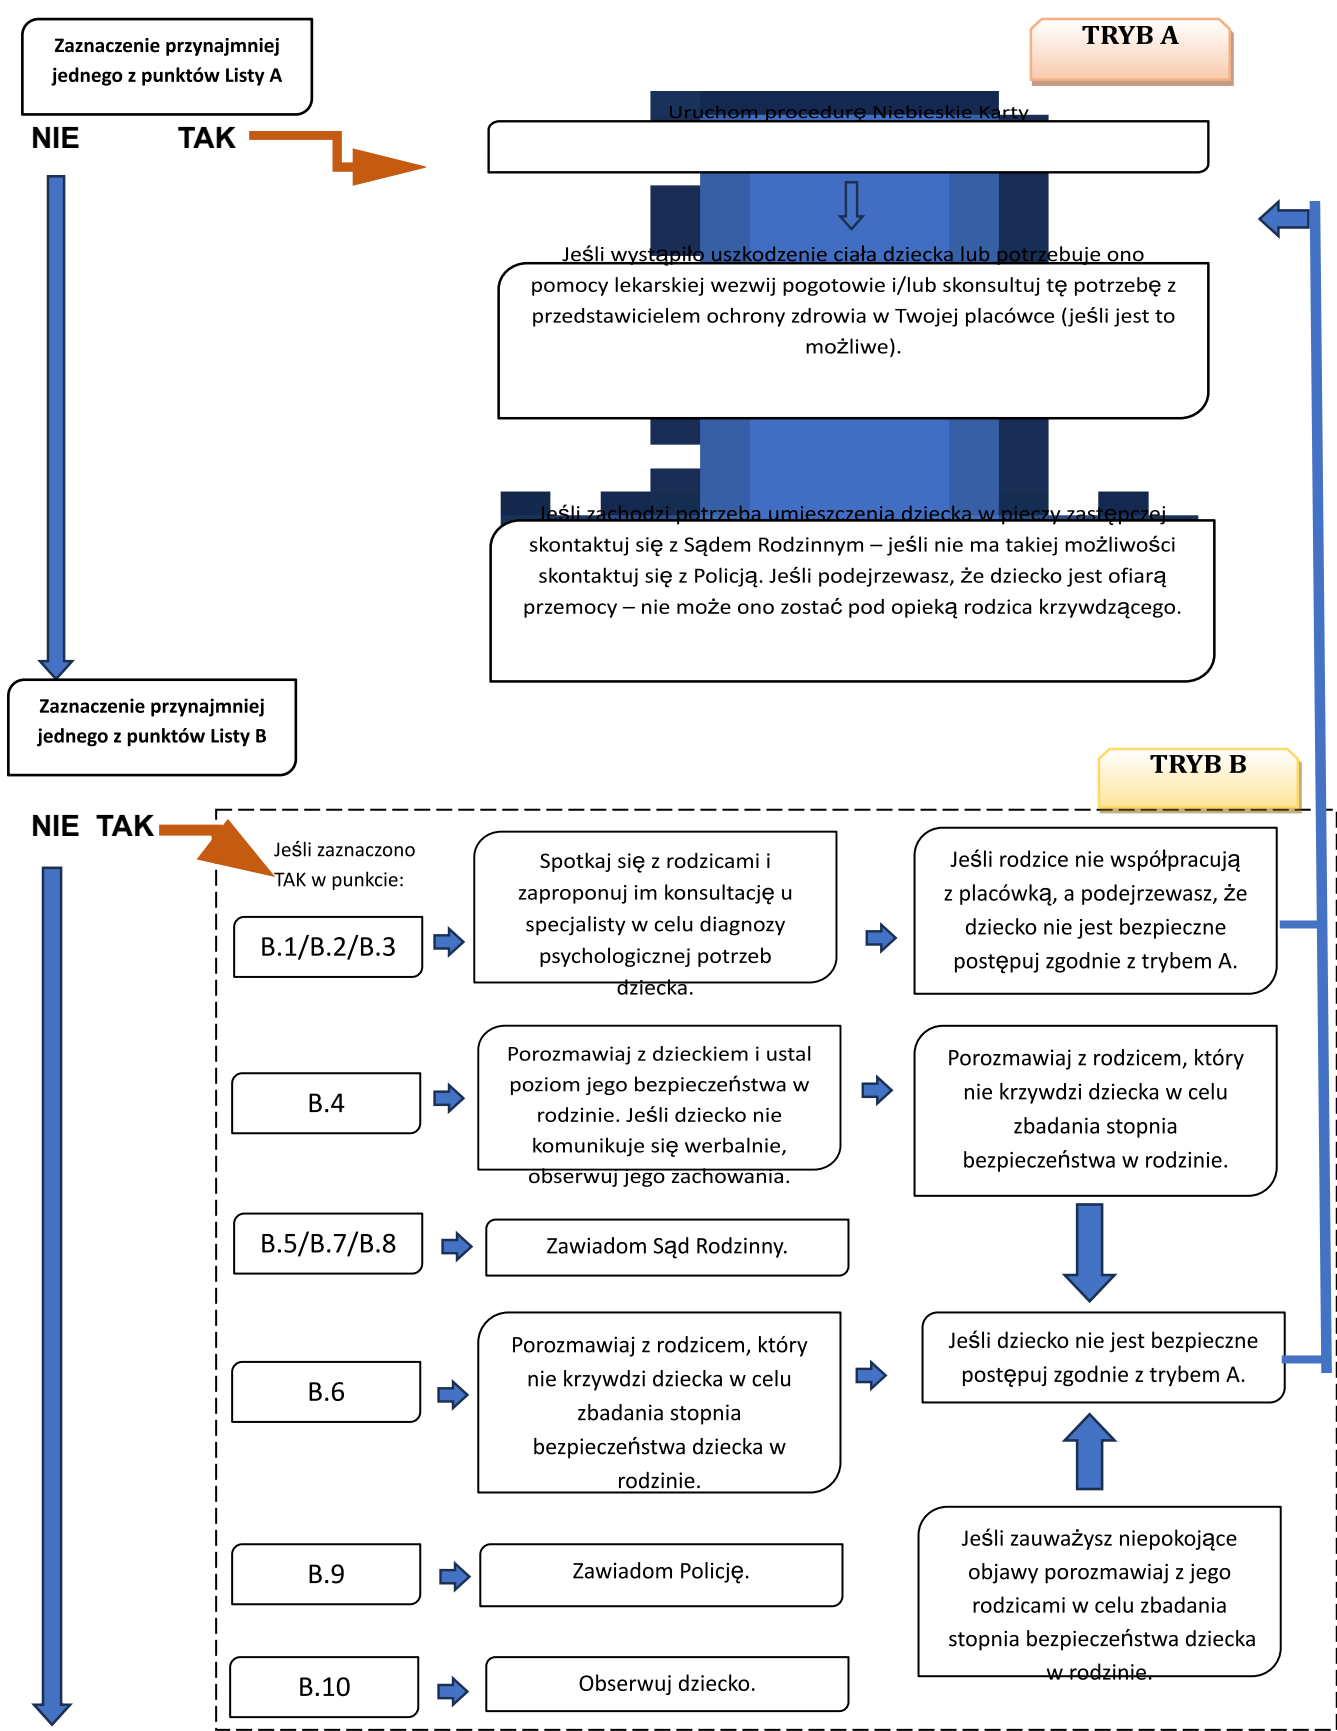 Zaznaczenie przynajmniej
jednego z punktów Listy A
TRYB A
NIE TAK
Uruchom procedurę Niebieskie Karty
Jeśli wystąpiło uszkodzenie ciała dziecka lub potrzebuje ono
pomocy lekarskiej wezwij pogotowie i/lub skonsultuj tę potrzebę z
przedstawicielem ochrony zdrowia w Twojej placówce (jeśli jest to
możliwe).
Jeśli zachodzi potrzeba umieszczenia dziecka w pieczy zastępczej
skontaktuj się z Sądem Rodzinnym – jeśli nie ma takiej możliwości
skontaktuj się z Policją. Jeśli podejrzewasz, że dziecko jest ofiarą
przemocy – nie może ono zostać pod opieką rodzica krzywdzącego.
Zaznaczenie przynajmniej
jednego z punktów Listy B
TRYB B
NIE TAK
Jeśli zaznaczono
TAK w punkcie:
B.1/B.2/B.3
Spotkaj się z rodzicami i
zaproponuj im konsultację u
specjalisty w celu diagnozy
psychologicznej potrzeb
dziecka.
Jeśli rodzice nie współpracują
z placówką, a podejrzewasz, że
dziecko nie jest bezpieczne
postępuj zgodnie z trybem A.
B.4
Porozmawiaj z dzieckiem i ustal
poziom jego bezpieczeństwa w
rodzinie. Jeśli dziecko nie
komunikuje się werbalnie,
obserwuj jego zachowania.
Porozmawiaj z rodzicem, który
nie krzywdzi dziecka w celu
zbadania stopnia
bezpieczeństwa w rodzinie.
B.5/B.7/B.8
Zawiadom Sąd Rodzinny.
B.6
Porozmawiaj z rodzicem, który
nie krzywdzi dziecka w celu
zbadania stopnia
bezpieczeństwa dziecka w
rodzinie.
Jeśli dziecko nie jest bezpieczne
postępuj zgodnie z trybem A.
B.9
Zawiadom Policję.
Jeśli zauważysz niepokojące
objawy porozmawiaj z jego
rodzicami w celu zbadania
stopnia bezpieczeństwa dziecka
w rodzinie.
B.10
Obserwuj dziecko.